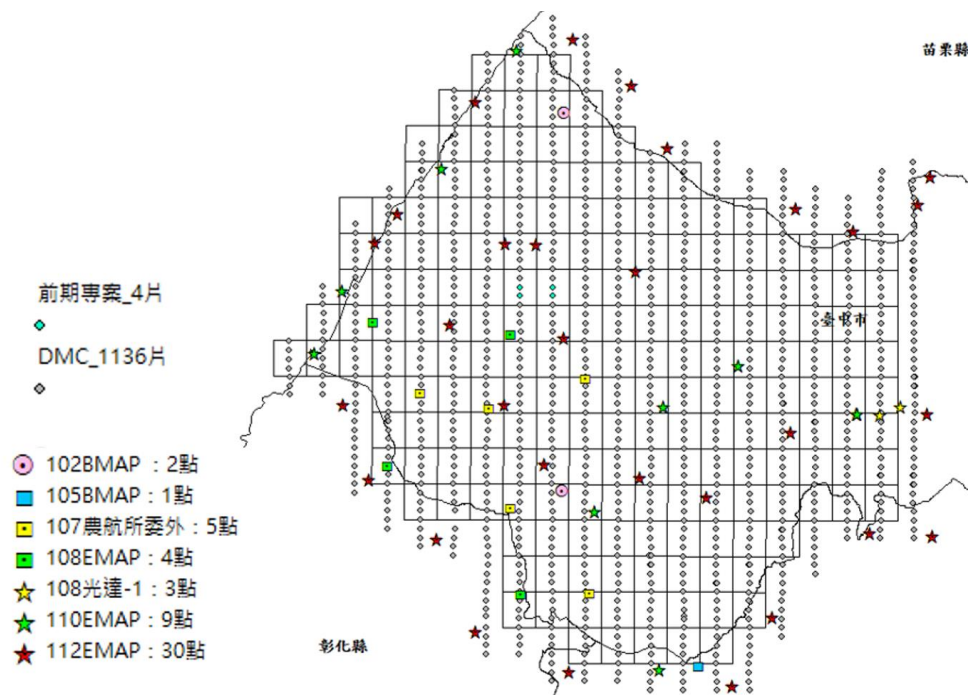 苗栗縣
前期專案_4片
臺中市
DMC_1136片
102BMAP：2點
105BMAP：1點
107農航所委外：5點
108EMAP：4點
108光達-1：3點
110EMAP：9點
112EMAP：30點
彰化縣